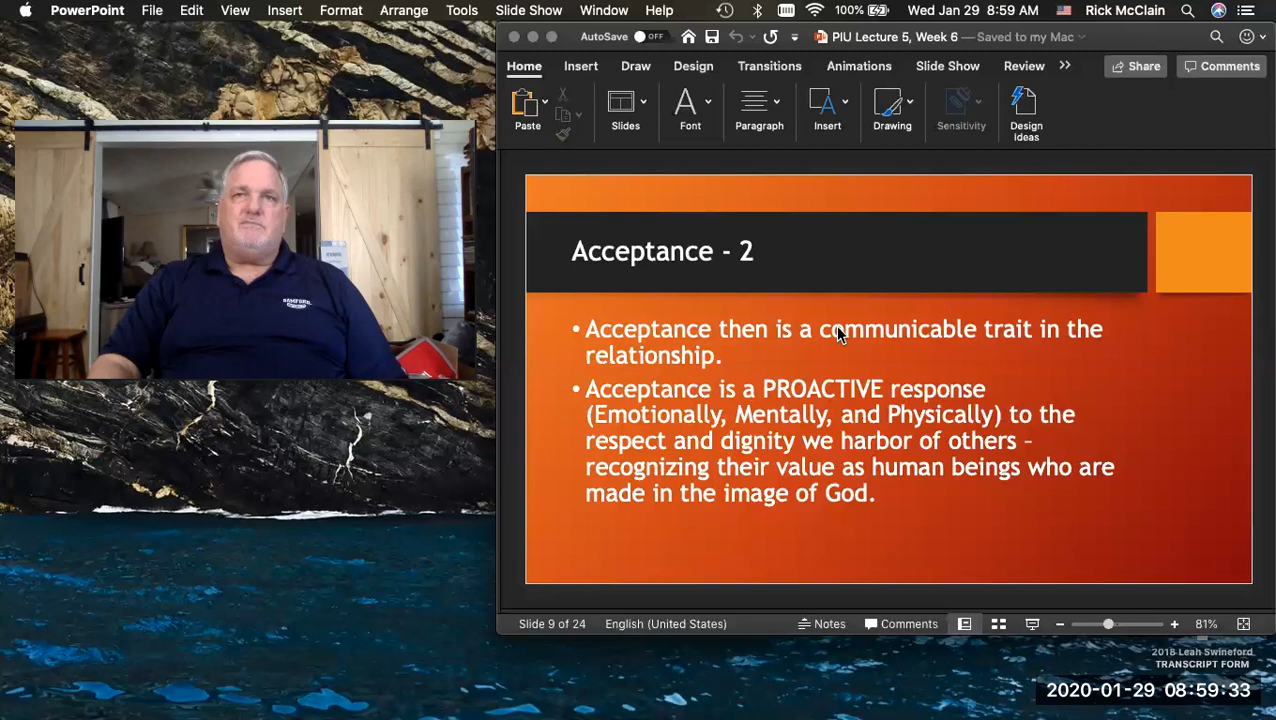 PowerPoint File Edit View Insert Format Arrange Tools Slide Show Window Help 100% Wed Jan 29 8:59 AM Rick McClain
AutoSave OFF PIU Lecture 5, Week 6 — Saved to my Mac
Home Insert Draw Design Transitions Animations Slide Show Review >> Share Comments
Paste Slides Font Paragraph Insert Drawing Sensitivity Design
Ideas
SAMFORD
Acceptance - 2
• Acceptance then is a communicable trait in the
relationship.
• Acceptance is a PROACTIVE response
(Emotionally, Mentally, and Physically) to the
respect and dignity we harbor of others –
recognizing their value as human beings who are
made in the image of God.
Slide 9 of 24 English (United States) Notes Comments 81%
2018 Leah Swineford
TRANSCRIPT FORM
2020-01-29 08:59:33